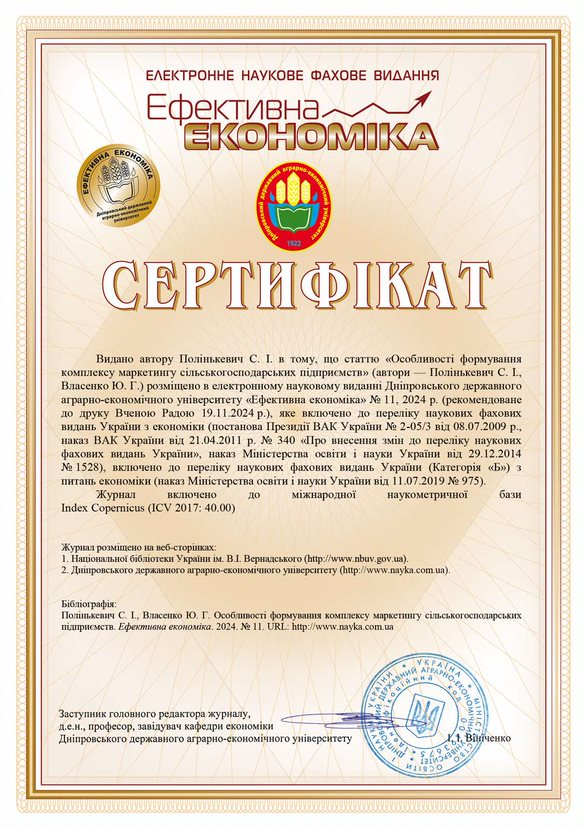 ЕЛЕКТРОННЕ НАУКОВЕ ФАХОВЕ ВИДАННЯ
Ефективна
ЕКОНОМІКА
ЕФЕКТИВНА ЕКОНОМІКА
Дніпровський державний
аграрно-економічний
університет
Дніпровський державний аграрно-економічний університет
1922
СЕРТИФІКАТ
Видано автору Полінькевич С. І. в тому, що статтю «Особливості формування
комплексу маркетингу сільськогосподарських підприємств» (автори — Полінькевич С. І.,
Власенко Ю. Г.) розміщено в електронному науковому виданні Дніпровського державного
аграрно-економічного університету «Ефективна економіка» № 11, 2024 р. (рекомендоване
до друку Вченою Радою 19.11.2024 р.), яке включено до переліку наукових фахових
видань України з економіки (постанова Президії ВАК України № 2-05/3 від 08.07.2009 р.,
наказ ВАК України від 21.04.2011 р. № 340 «Про внесення змін до переліку наукових
фахових видань України», наказ Міністерства освіти і науки України від 29.12.2014
№ 1528), включено до переліку наукових фахових видань України (Категорія «Б») з
питань економіки (наказ Міністерства освіти і науки України від 11.07.2019 № 975).
Журнал включено до міжнародної наукометричної бази
Index Copernicus (ICV 2017: 40.00)
Журнал розміщено на веб-сторінках:
1. Національної бібліотеки України ім. В.І. Вернадського (http://www.nbuv.gov.ua).
2. Дніпровського державного аграрно-економічного університету (http://www.nayka.com.ua).
Бібліографія:
Полінькевич С. І., Власенко Ю. Г. Особливості формування комплексу маркетингу сільськогосподарських
підприємств. Ефективна економіка. 2024. № 11. URL: http://www.nayka.com.ua
Заступник головного редактора журналу,
д.е.н., професор, завідувач кафедри економіки
Дніпровського державного аграрно-економічного університету І. І. Вініченко
УКРАЇНА
МІНІСТЕРСТВО ОСВІТИ І НАУКИ УКРАЇНИ
ДЕРЖАВНИЙ АГРАРНО-ЕКОНОМІЧНИЙ УНІВЕРСИТЕТ
код